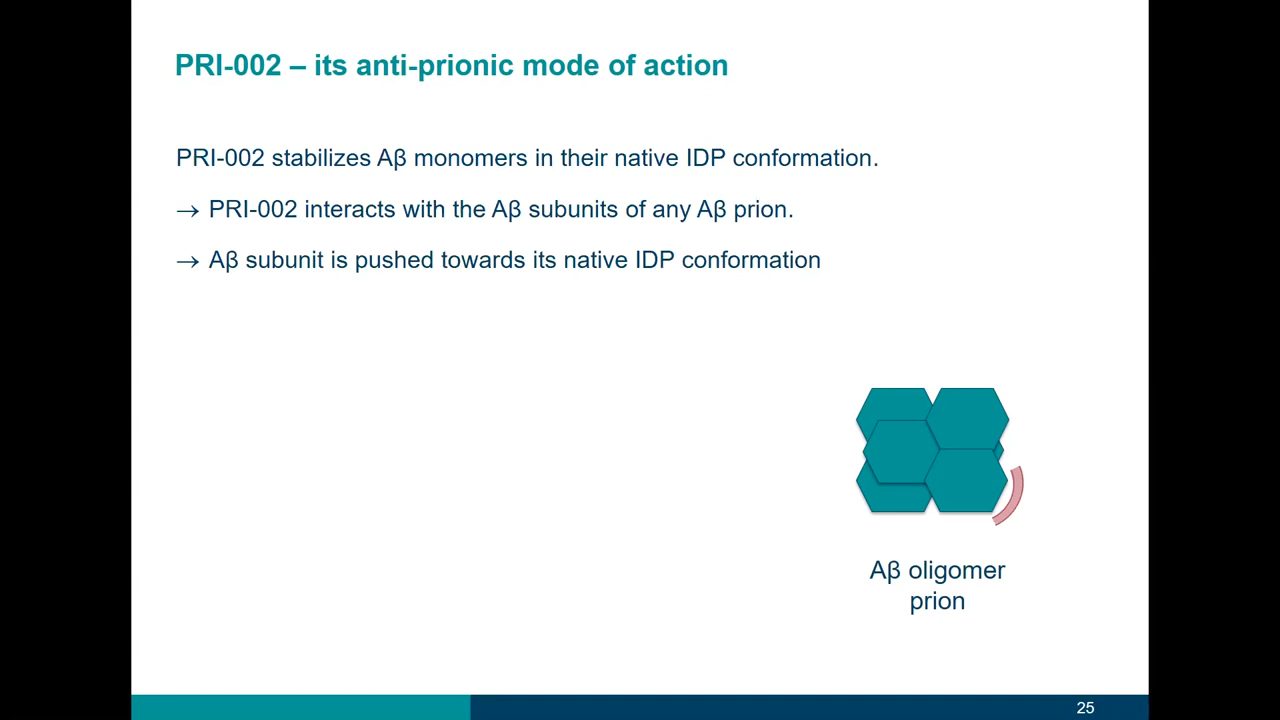 PRI-002 – its anti-prionic mode of action
PRI-002 stabilizes Aβ monomers in their native IDP conformation.
→ PRI-002 interacts with the Aβ subunits of any Aβ prion.
→ Aβ subunit is pushed towards its native IDP conformation
Aβ oligomer
prion
25